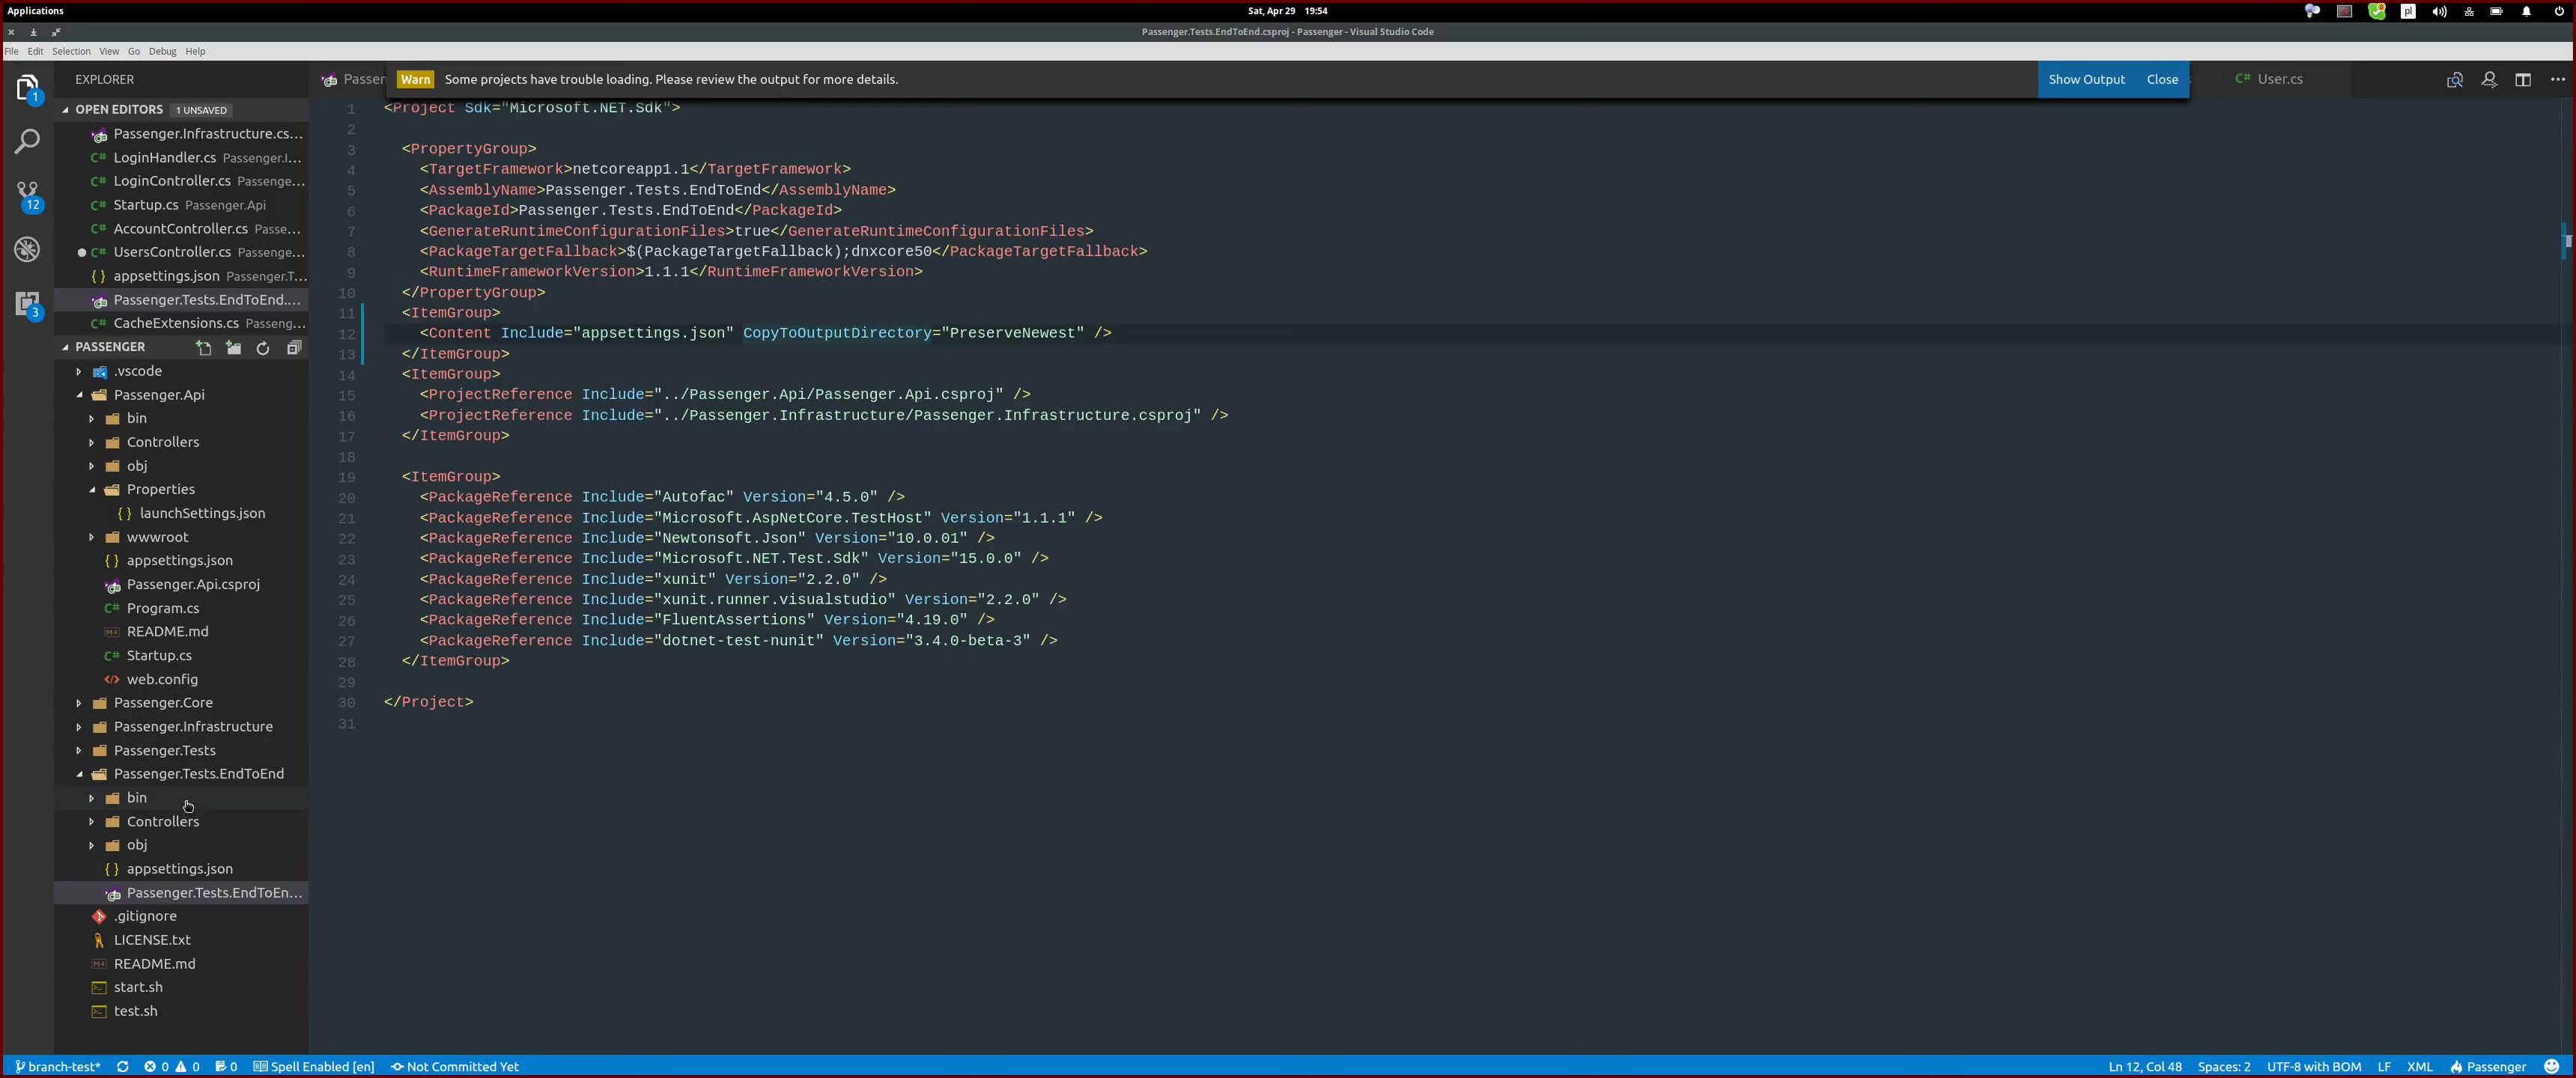 Applications
Sat, Apr 29 19:54
pl
Passenger.Tests.EndToEnd.csproj - Passenger - Visual Studio Code
File Edit Selection View Go Debug Help
EXPLORER
Passen
Warn Some projects have trouble loading. Please review the output for more details.
Show Output Close
C# User.cs
OPEN EDITORS 1 UNSAVED
Passenger.Infrastructure.cs...
C# LoginHandler.cs Passenger.I...
C# LoginController.cs Passenge...
C# Startup.cs Passenger.Api
C# AccountController.cs Passe...
C# UsersController.cs Passenge...
{ } appsettings.json Passenger.T...
Passenger.Tests.EndToEnd....
C# CacheExtensions.cs Passeng...
PASSENGER
.vscode
Passenger.Api
bin
Controllers
obj
Properties
{ } launchSettings.json
wwwroot
{ } appsettings.json
Passenger.Api.csproj
C# Program.cs
README.md
C# Startup.cs
</> web.config
Passenger.Core
Passenger.Infrastructure
Passenger.Tests
Passenger.Tests.EndToEnd
bin
Controllers
obj
{ } appsettings.json
Passenger.Tests.EndToEn...
.gitignore
LICENSE.txt
README.md
start.sh
test.sh
1
12
3
1 <Project Sdk="Microsoft.NET.Sdk">
2
3 <PropertyGroup>
4 <TargetFramework>netcoreapp1.1</TargetFramework>
5 <AssemblyName>Passenger.Tests.EndToEnd</AssemblyName>
6 <PackageId>Passenger.Tests.EndToEnd</PackageId>
7 <GenerateRuntimeConfigurationFiles>true</GenerateRuntimeConfigurationFiles>
8 <PackageTargetFallback>$(PackageTargetFallback);dnxcore50</PackageTargetFallback>
9 <RuntimeFrameworkVersion>1.1.1</RuntimeFrameworkVersion>
10 </PropertyGroup>
11 <ItemGroup>
12 <Content Include="appsettings.json" CopyToOutputDirectory="PreserveNewest" />
13 </ItemGroup>
14 <ItemGroup>
15 <ProjectReference Include="../Passenger.Api/Passenger.Api.csproj" />
16 <ProjectReference Include="../Passenger.Infrastructure/Passenger.Infrastructure.csproj" />
17 </ItemGroup>
18
19 <ItemGroup>
20 <PackageReference Include="Autofac" Version="4.5.0" />
21 <PackageReference Include="Microsoft.AspNetCore.TestHost" Version="1.1.1" />
22 <PackageReference Include="Newtonsoft.Json" Version="10.0.01" />
23 <PackageReference Include="Microsoft.NET.Test.Sdk" Version="15.0.0" />
24 <PackageReference Include="xunit" Version="2.2.0" />
25 <PackageReference Include="xunit.runner.visualstudio" Version="2.2.0" />
26 <PackageReference Include="FluentAssertions" Version="4.19.0" />
27 <PackageReference Include="dotnet-test-nunit" Version="3.4.0-beta-3" />
28 </ItemGroup>
29
30 </Project>
31
branch-test* 0 0 0 Spell Enabled [en] Not Committed Yet
Ln 12, Col 48 Spaces: 2 UTF-8 with BOM LF XML Passenger